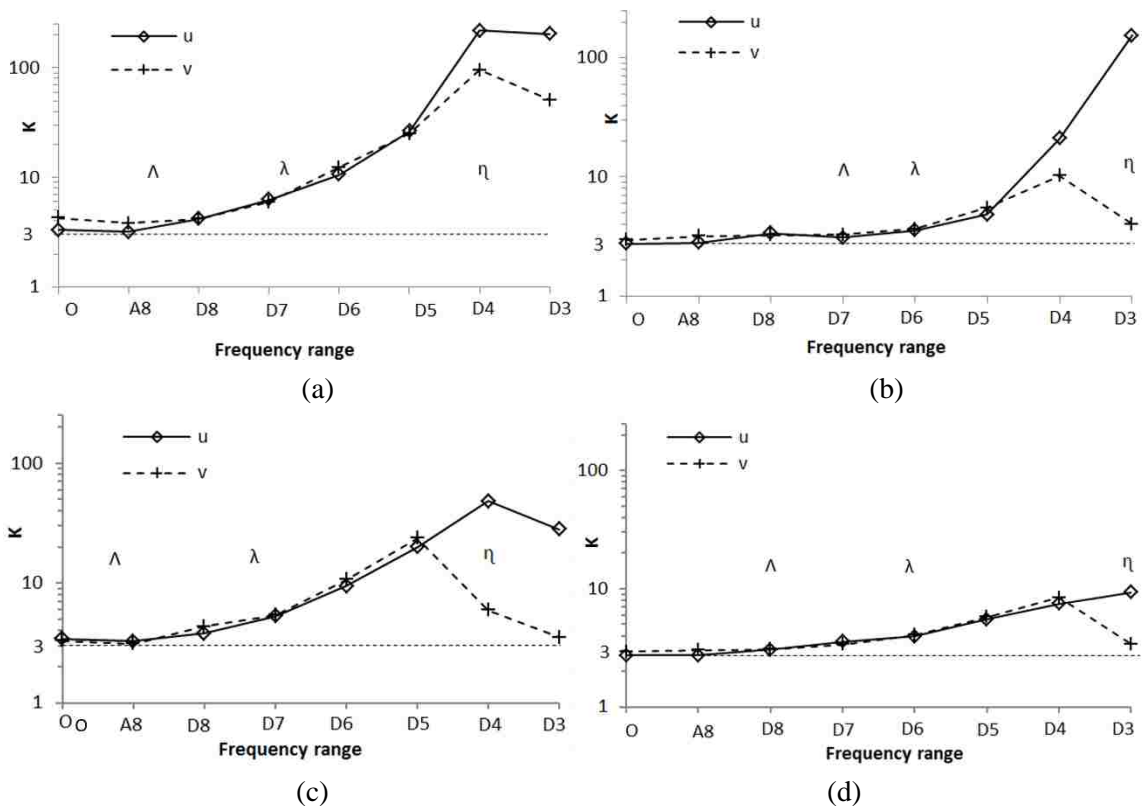 u
v
100
10
3
1
K
Λ
λ
η
O A8 D8 D7 D6 D5 D4 D3
Frequency range
(a)
u
v
100
10
3
1
K
Λ
λ
η
O A8 D8 D7 D6 D5 D4 D3
Frequency range
(b)
u
v
100
10
3
1
K
Λ
λ
η
O O A8 D8 D7 D6 D5 D4 D3
Frequency range
(c)
u
v
100
10
3
1
K
Λ
λ
η
O A8 D8 D7 D6 D5 D4 D3
Frequency range
(d)